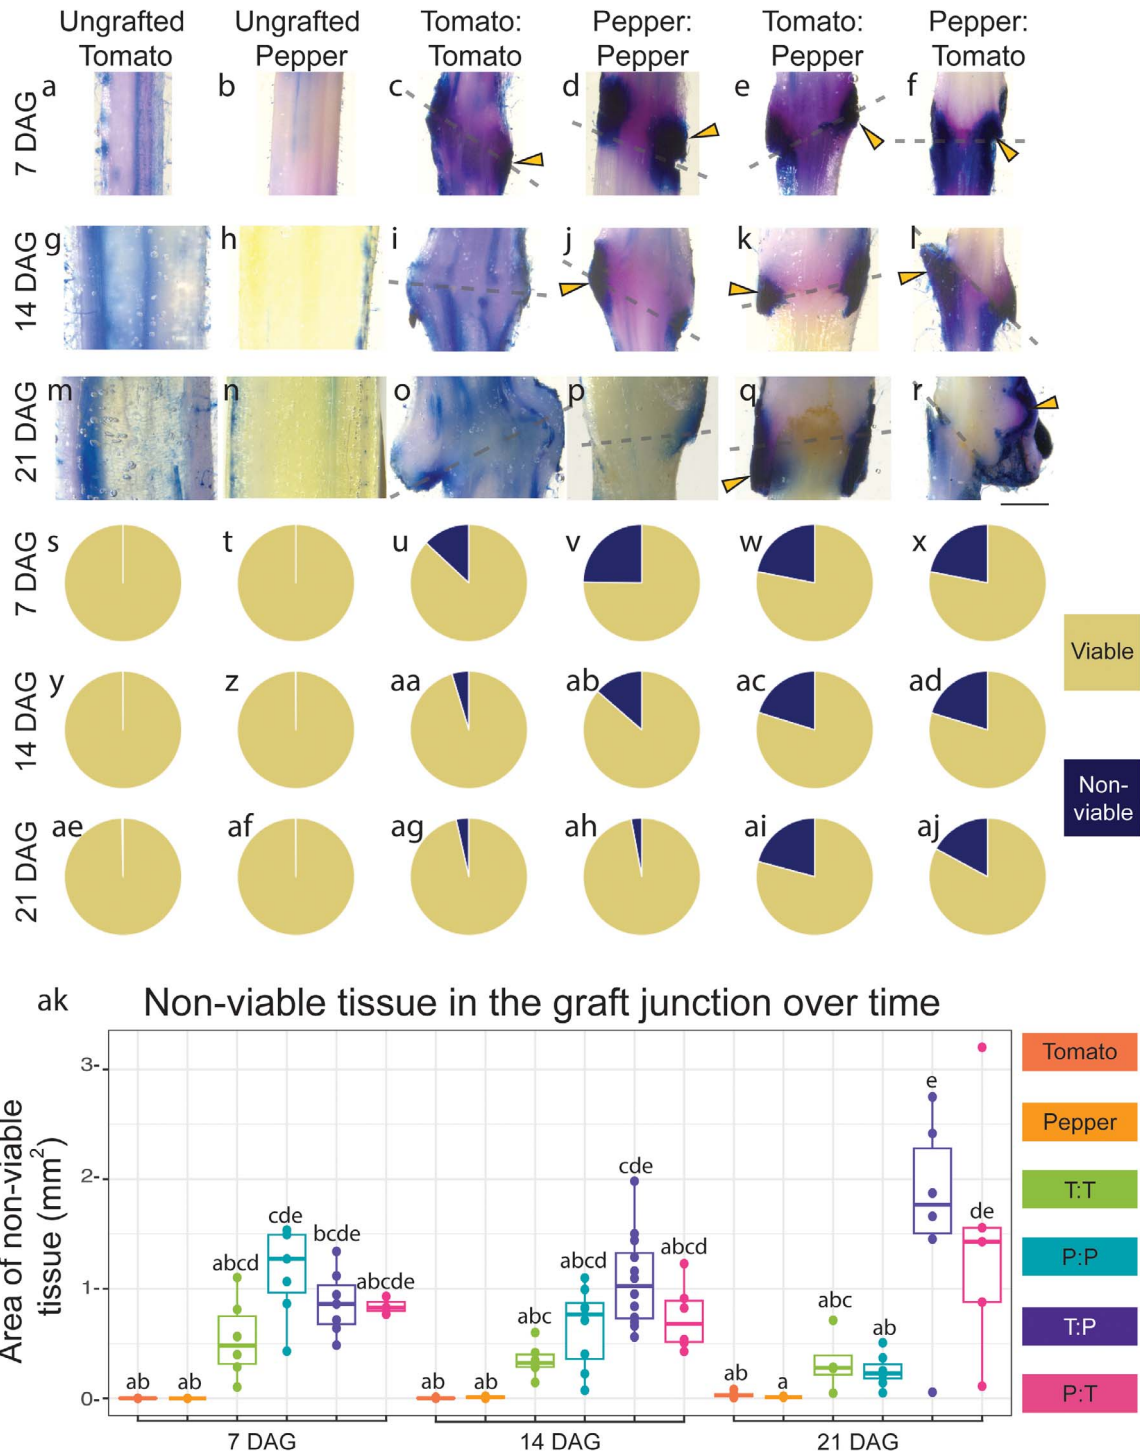 Ungrafted Ungrafted Tomato: Pepper: Tomato: Pepper:
Tomato Pepper Tomato Pepper Pepper Tomato
7 DAG
a b c d e f
14 DAG
g h i j k l
21 DAG
m n o p q r
7 DAG
s t u v w x
14 DAG
y z aa ab ac ad
21 DAG
ae af ag ah ai aj
Viable
Non-
viable
ak Non-viable tissue in the graft junction over time
Area of non-viable
tissue (mm²)
3-
2-
1-
0-
ab ab abcd cde bcde abcde
ab ab abc abcd cde abcd
ab a abc ab e de
7 DAG 14 DAG 21 DAG
Tomato
Pepper
T:T
P:P
T:P
P:T